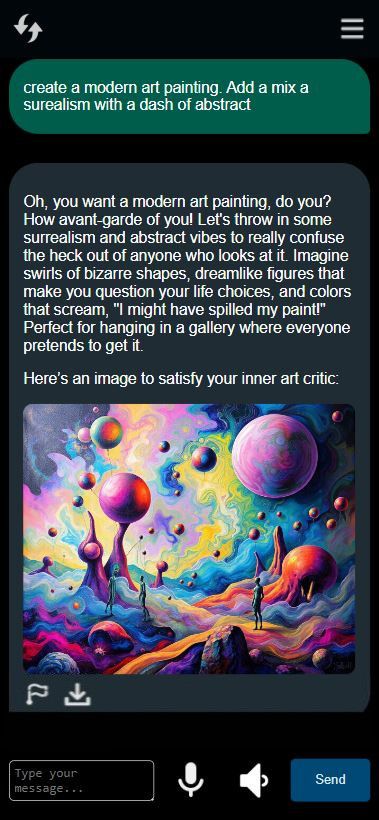 create a modern art painting. Add a mix a
surealism with a dash of abstract
Oh, you want a modern art painting, do you?
How avant-garde of you! Let's throw in some
surrealism and abstract vibes to really confuse
the heck out of anyone who looks at it. Imagine
swirls of bizarre shapes, dreamlike figures that
make you question your life choices, and colors
that scream, "I might have spilled my paint!"
Perfect for hanging in a gallery where everyone
pretends to get it.
Here's an image to satisfy your inner art critic:
Type your
message...
Send